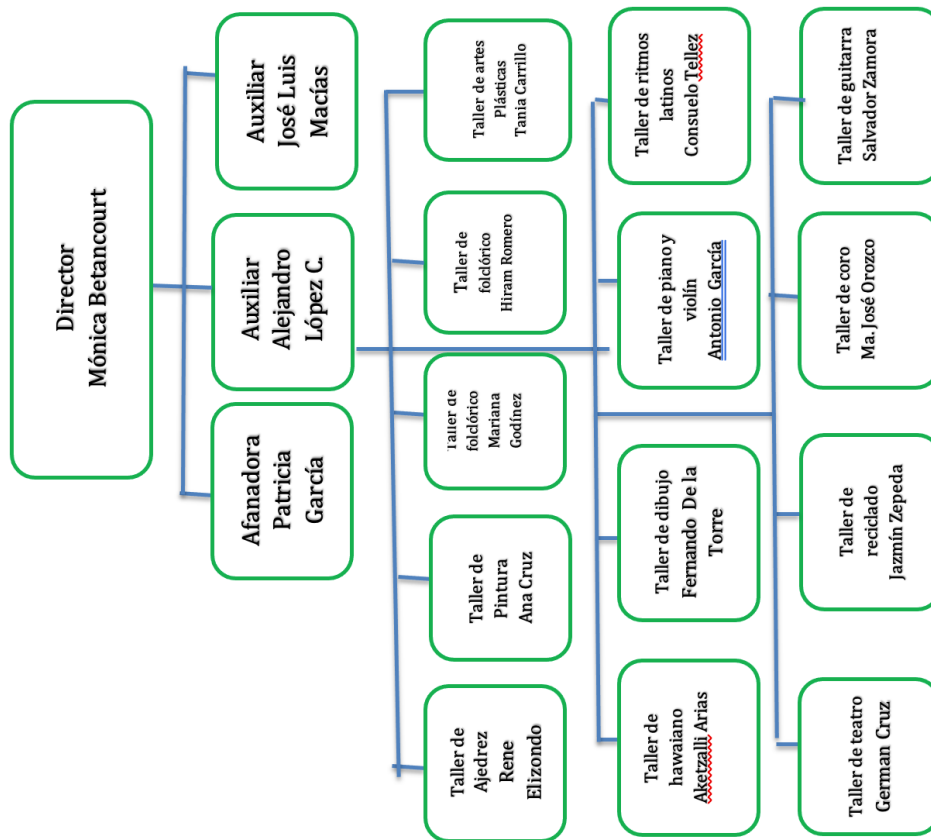 Director
Mónica Betancourt
Afanadora
Patricia
García
Auxiliar
Alejandro
López C.
Auxiliar
José Luis
Macías
Taller de
Ajedrez
Rene
Elizondo
Taller de
Pintura
Ana Cruz
Taller de
folclórico
Mariana
Godínez
Taller de
folclórico
Hiram Romero
Taller de artes
Plásticas
Tania Carrillo
Taller de
hawaiano
Aketzalli Arias
Taller de dibujo
Fernando De la
Torre
Taller de piano y
violín
Antonio García
Taller de ritmos
latinos
Consuelo Tellez
Taller de teatro
German Cruz
Taller de
reciclado
Jazmín Zepeda
Taller de coro
Ma. José Orozco
Taller de guitarra
Salvador Zamora